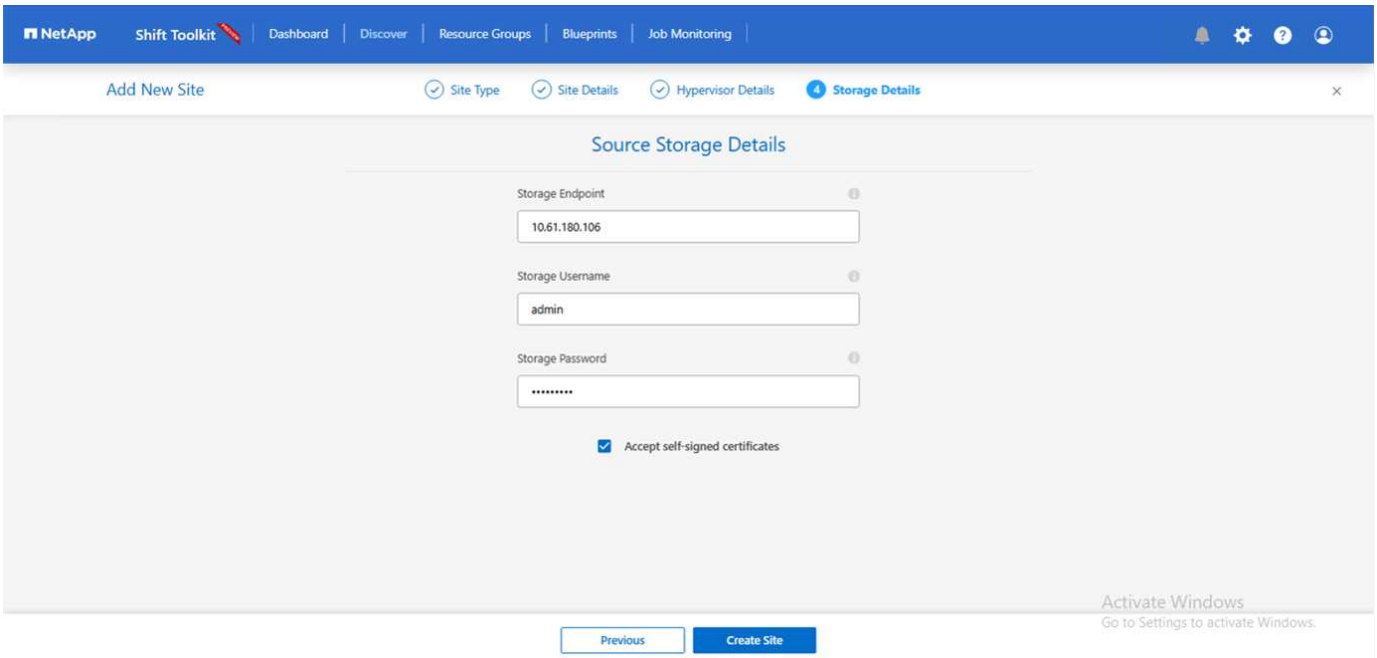 NetApp Shift Toolkit Dashboard Discover Resource Groups Blueprints Job Monitoring
Add New Site Site Type Site Details Hypervisor Details 4 Storage Details
Source Storage Details
Storage Endpoint
10.61.180.106
Storage Username
admin
Storage Password
•••••••••
Accept self-signed certificates
Activate Windows
Go to Settings to activate Windows.
Previous Create Site